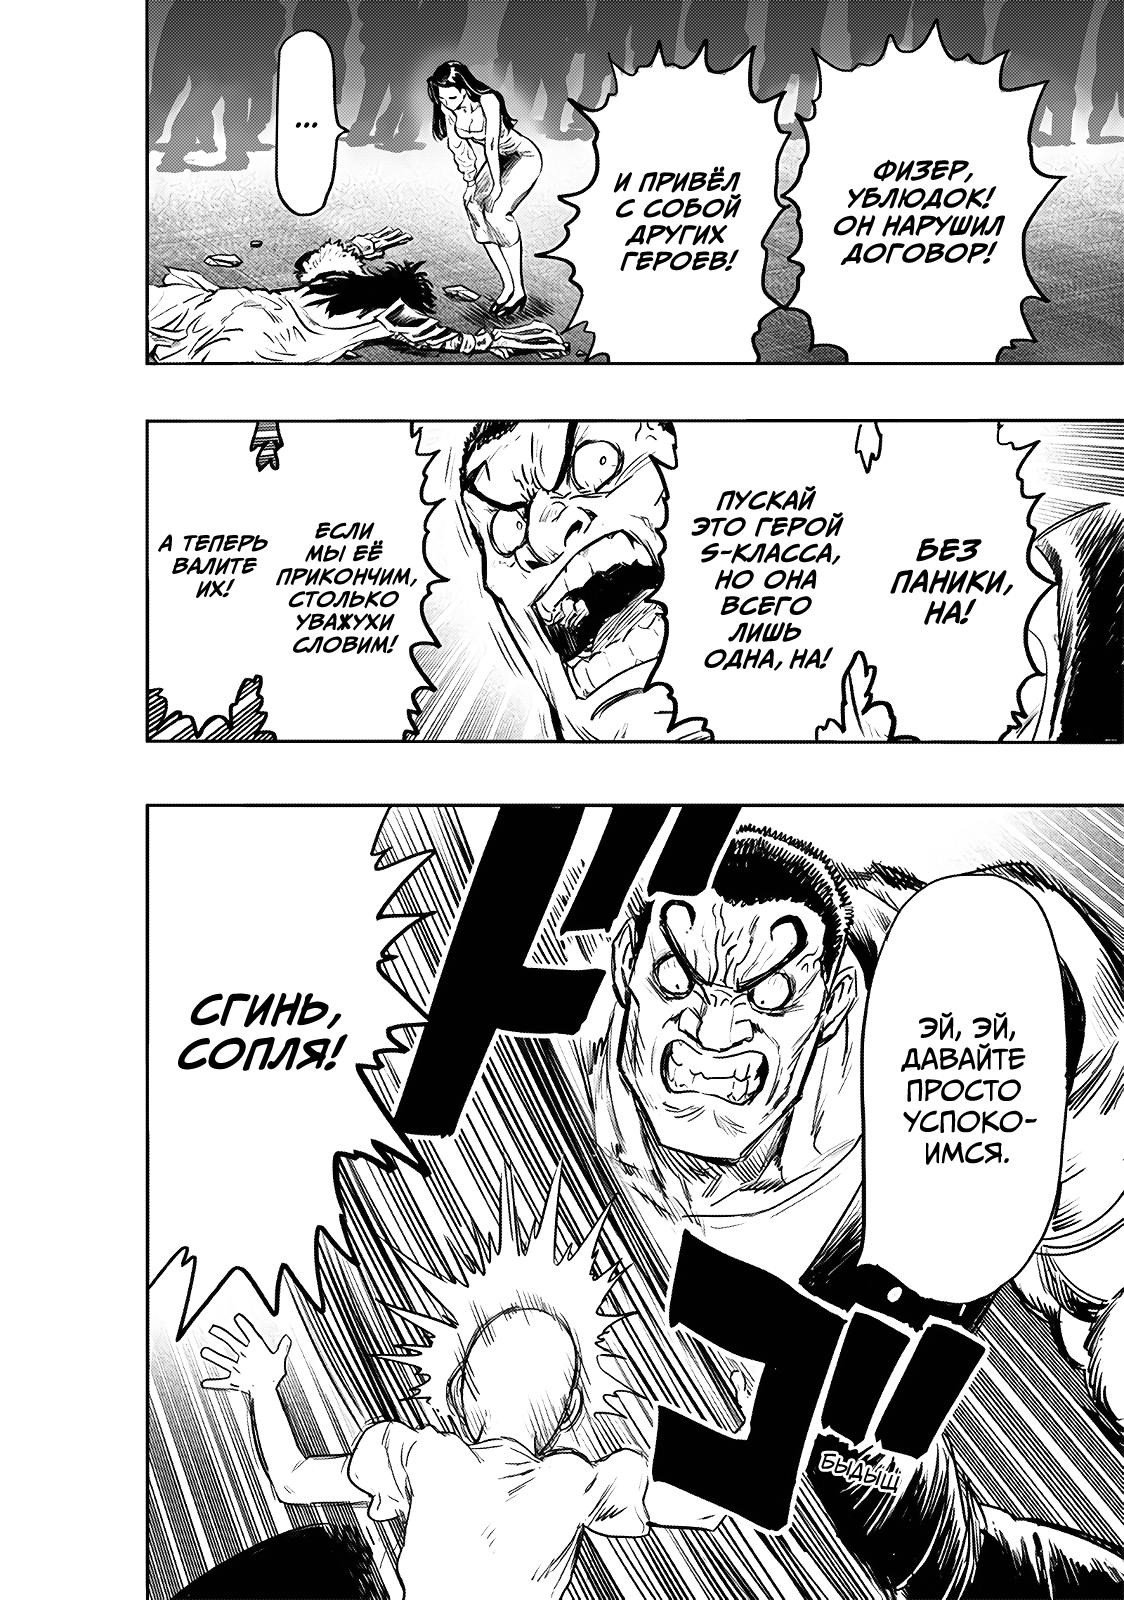 ФИЗЕР,
УБЛЮДОК!
ОН НАРУШИЛ
ДОГОВОР!
И ПРИВЁЛ
С СОБОЙ
ДРУГИХ
ГЕРОЕВ!
...
БЕЗ
ПАНИКИ,
НА!
ПУСКАЙ
ЭТО ГЕРОЙ
S-КЛАССА,
НО ОНА
ВСЕГО
ЛИШЬ
ОДНА, НА!
ЕСЛИ
МЫ ЕЁ
ПРИКОНЧИМ,
СТОЛЬКО
УВАЖУХИ
СЛОВИМ!
А ТЕПЕРЬ
ВАЛИТЕ
ИХ!
ЭЙ, ЭЙ,
ДАВАЙТЕ
ПРОСТО
УСПОКО-
ИМСЯ.
ドゴ
БЫДЫЩ
СГИНЬ,
СОПЛЯ!